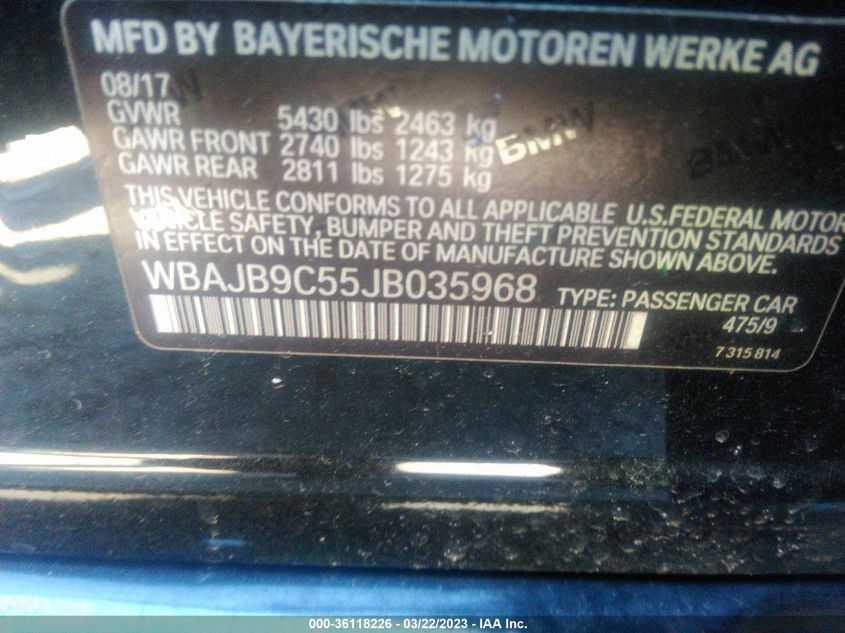 MFD BY BAYERISCHE MOTOREN WERKE AG
08/17
GVWR 5430 lbs 2463 kg
GAWR FRONT 2740 lbs 1243 kg
GAWR REAR 2811 lbs 1275 kg
BMW
BMW
THIS VEHICLE CONFORMS TO ALL APPLICABLE U.S.FEDERAL MOTOR
VEHICLE SAFETY, BUMPER AND THEFT PREVENTION STANDARDS
IN EFFECT ON THE DATE OF MANUFACTURE SHOWN ABOVE.
WBAJB9C55JB035968 TYPE: PASSENGER CAR
475/9
7 315 814
000-36118226 - 03/22/2023 - IAA Inc.